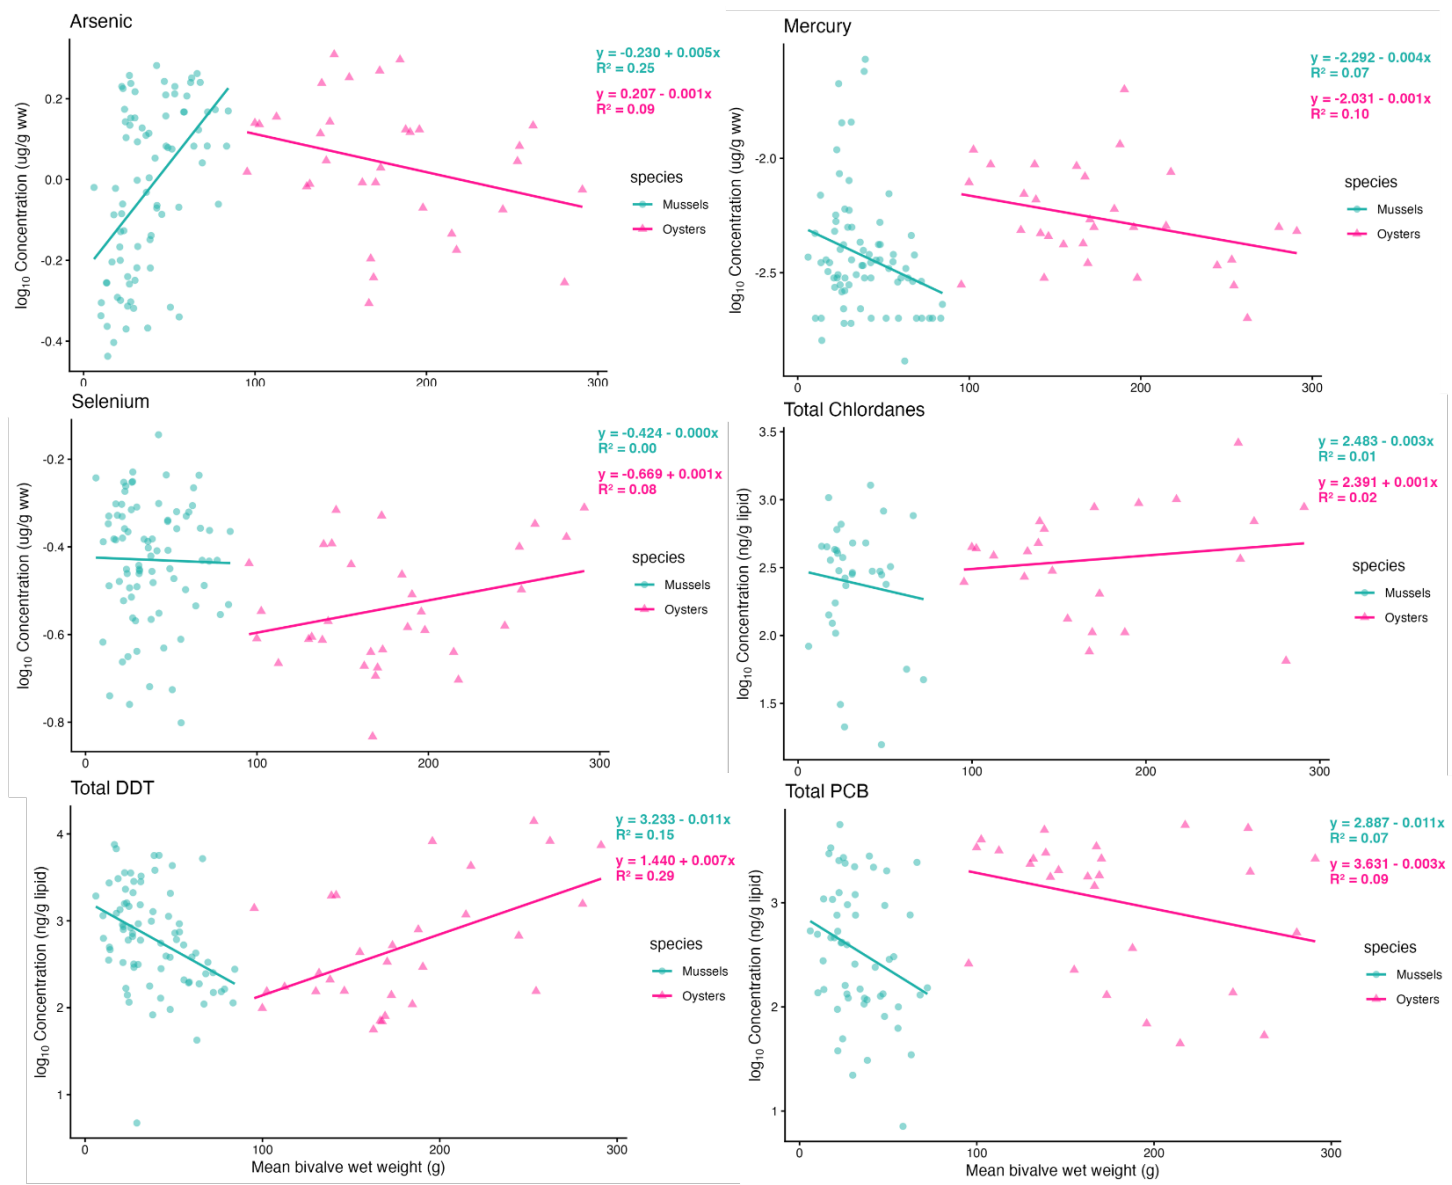 Arsenic
log₁₀ Concentration (ug/g ww)
0.2
0.0
-0.2
-0.4
0
100
200
300
y = -0.230 + 0.005x
R² = 0.25
y = 0.207 - 0.001x
R² = 0.09
species
Mussels
Oysters
Mercury
log₁₀ Concentration (ug/g ww)
-2.0
-2.5
0
100
200
300
y = -2.292 - 0.004x
R² = 0.07
y = -2.031 - 0.001x
R² = 0.10
species
Mussels
Oysters
Selenium
log₁₀ Concentration (ug/g ww)
-0.2
-0.4
-0.6
-0.8
0
100
200
300
y = -0.424 - 0.000x
R² = 0.00
y = -0.669 + 0.001x
R² = 0.08
species
Mussels
Oysters
Total Chlordanes
log₁₀ Concentration (ng/g lipid)
3.5
3.0
2.5
2.0
1.5
0
100
200
300
y = 2.483 - 0.003x
R² = 0.01
y = 2.391 + 0.001x
R² = 0.02
species
Mussels
Oysters
Total DDT
log₁₀ Concentration (ng/g lipid)
4
3
2
1
0
100
200
300
Mean bivalve wet weight (g)
y = 3.233 - 0.011x
R² = 0.15
y = 1.440 + 0.007x
R² = 0.29
species
Mussels
Oysters
Total PCB
log₁₀ Concentration (ng/g lipid)
3
2
1
0
100
200
300
Mean bivalve wet weight (g)
y = 2.887 - 0.011x
R² = 0.07
y = 3.631 - 0.003x
R² = 0.09
species
Mussels
Oysters